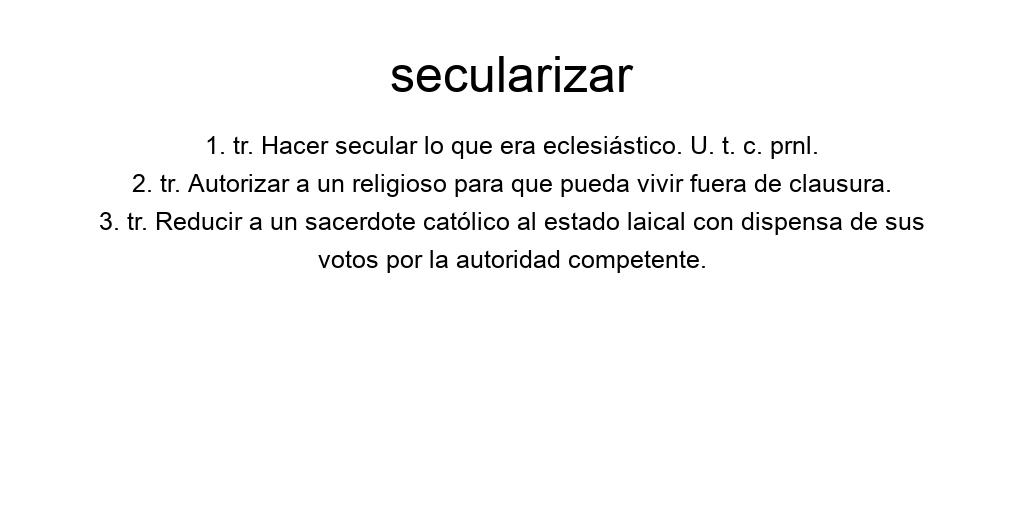 secularizar
1. tr. Hacer secular lo que era eclesiástico. U. t. c. prnl.
2. tr. Autorizar a un religioso para que pueda vivir fuera de clausura.
3. tr. Reducir a un sacerdote católico al estado laical con dispensa de sus
votos por la autoridad competente.